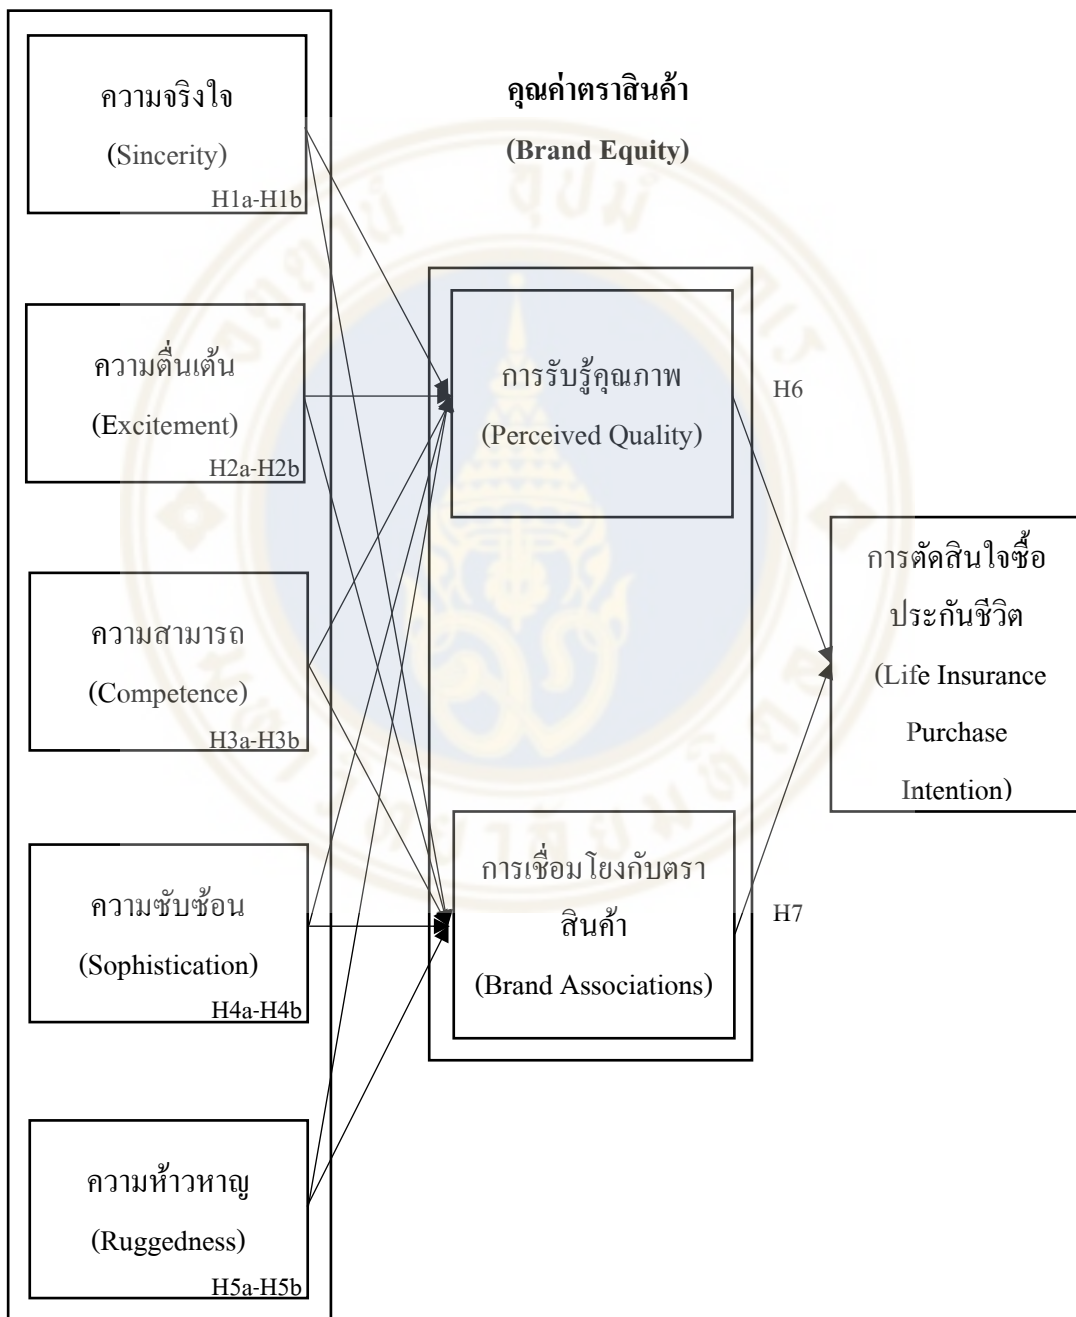 ความจริงใจ
(Sincerity)
H1a-H1b
ความตื่นเต้น
(Excitement)
H2a-H2b
ความสามารถ
(Competence)
H3a-H3b
ความซับซ้อน
(Sophistication)
H4a-H4b
ความห้าวหาญ
(Ruggedness)
H5a-H5b
คุณค่าตราสินค้า
(Brand Equity)
การรับรู้คุณภาพ
(Perceived Quality)
การเชื่อมโยงกับตรา
สินค้า
(Brand Associations)
H6
H7
การตัดสินใจซื้อ
ประกันชีวิต
(Life Insurance
Purchase
Intention)